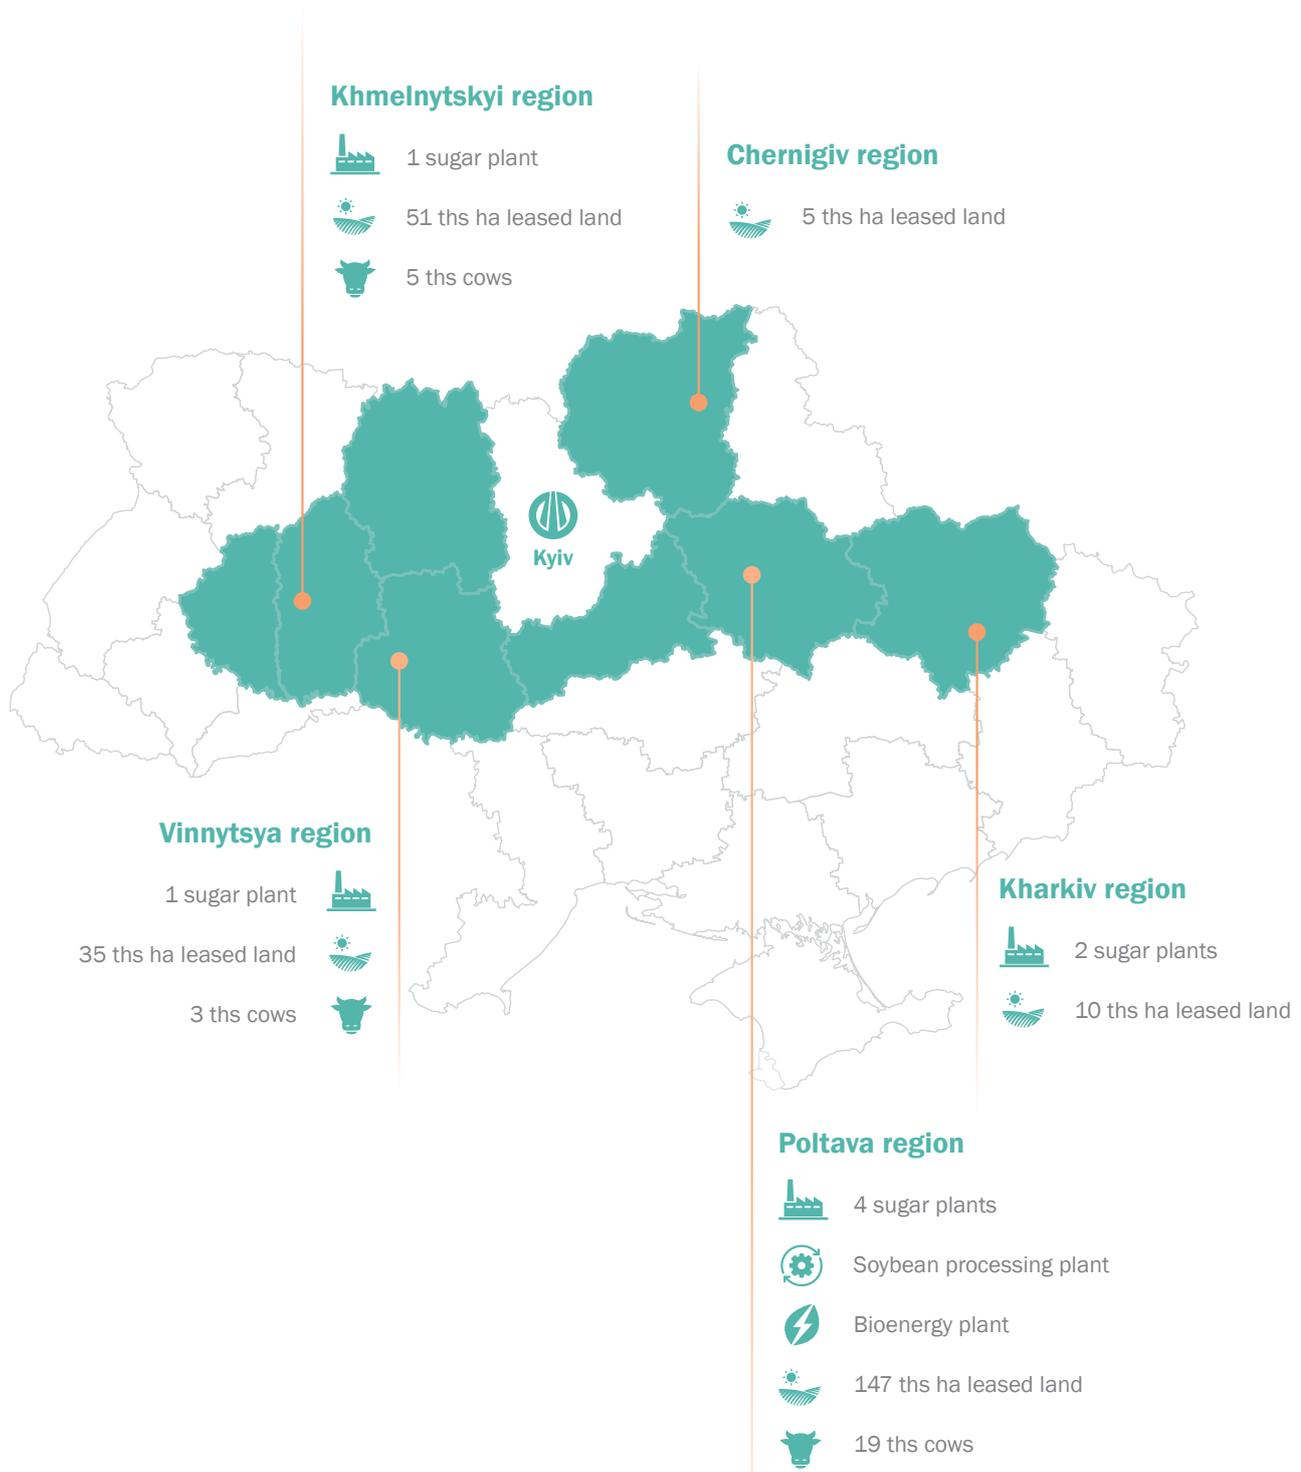 Khmelnytskyi region
1 sugar plant
51 ths ha leased land
5 ths cows
Chernigiv region
5 ths ha leased land
Kyiv
Vinnytsya region
1 sugar plant
35 ths ha leased land
3 ths cows
Kharkiv region
2 sugar plants
10 ths ha leased land
Poltava region
4 sugar plants
Soybean processing plant
Bioenergy plant
147 ths ha leased land
19 ths cows